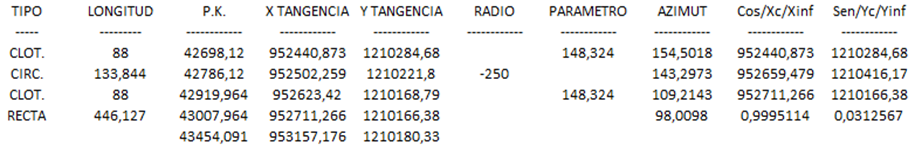 TIPO LONGITUD P.K. X TANGENCIA Y TANGENCIA RADIO PARAMETRO AZIMUT Cos/Xc/Xinf Sen/Yc/Yinf
----- --------- ------------ ------------ ------------ ------------ ------------ ------------ ------------ ------------
CLOT. 88 42698,12 952440,873 1210284,68 148,324 154,5018 952440,873 1210284,68
CIRC. 133,844 42786,12 952502,259 1210221,8 -250 143,2973 952659,479 1210416,17
CLOT. 88 42919,964 952623,42 1210168,79 148,324 109,2143 952711,266 1210166,38
RECTA 446,127 43007,964 952711,266 1210166,38 98,0098 0,9995114 0,0312567
43454,091 953157,176 1210180,33